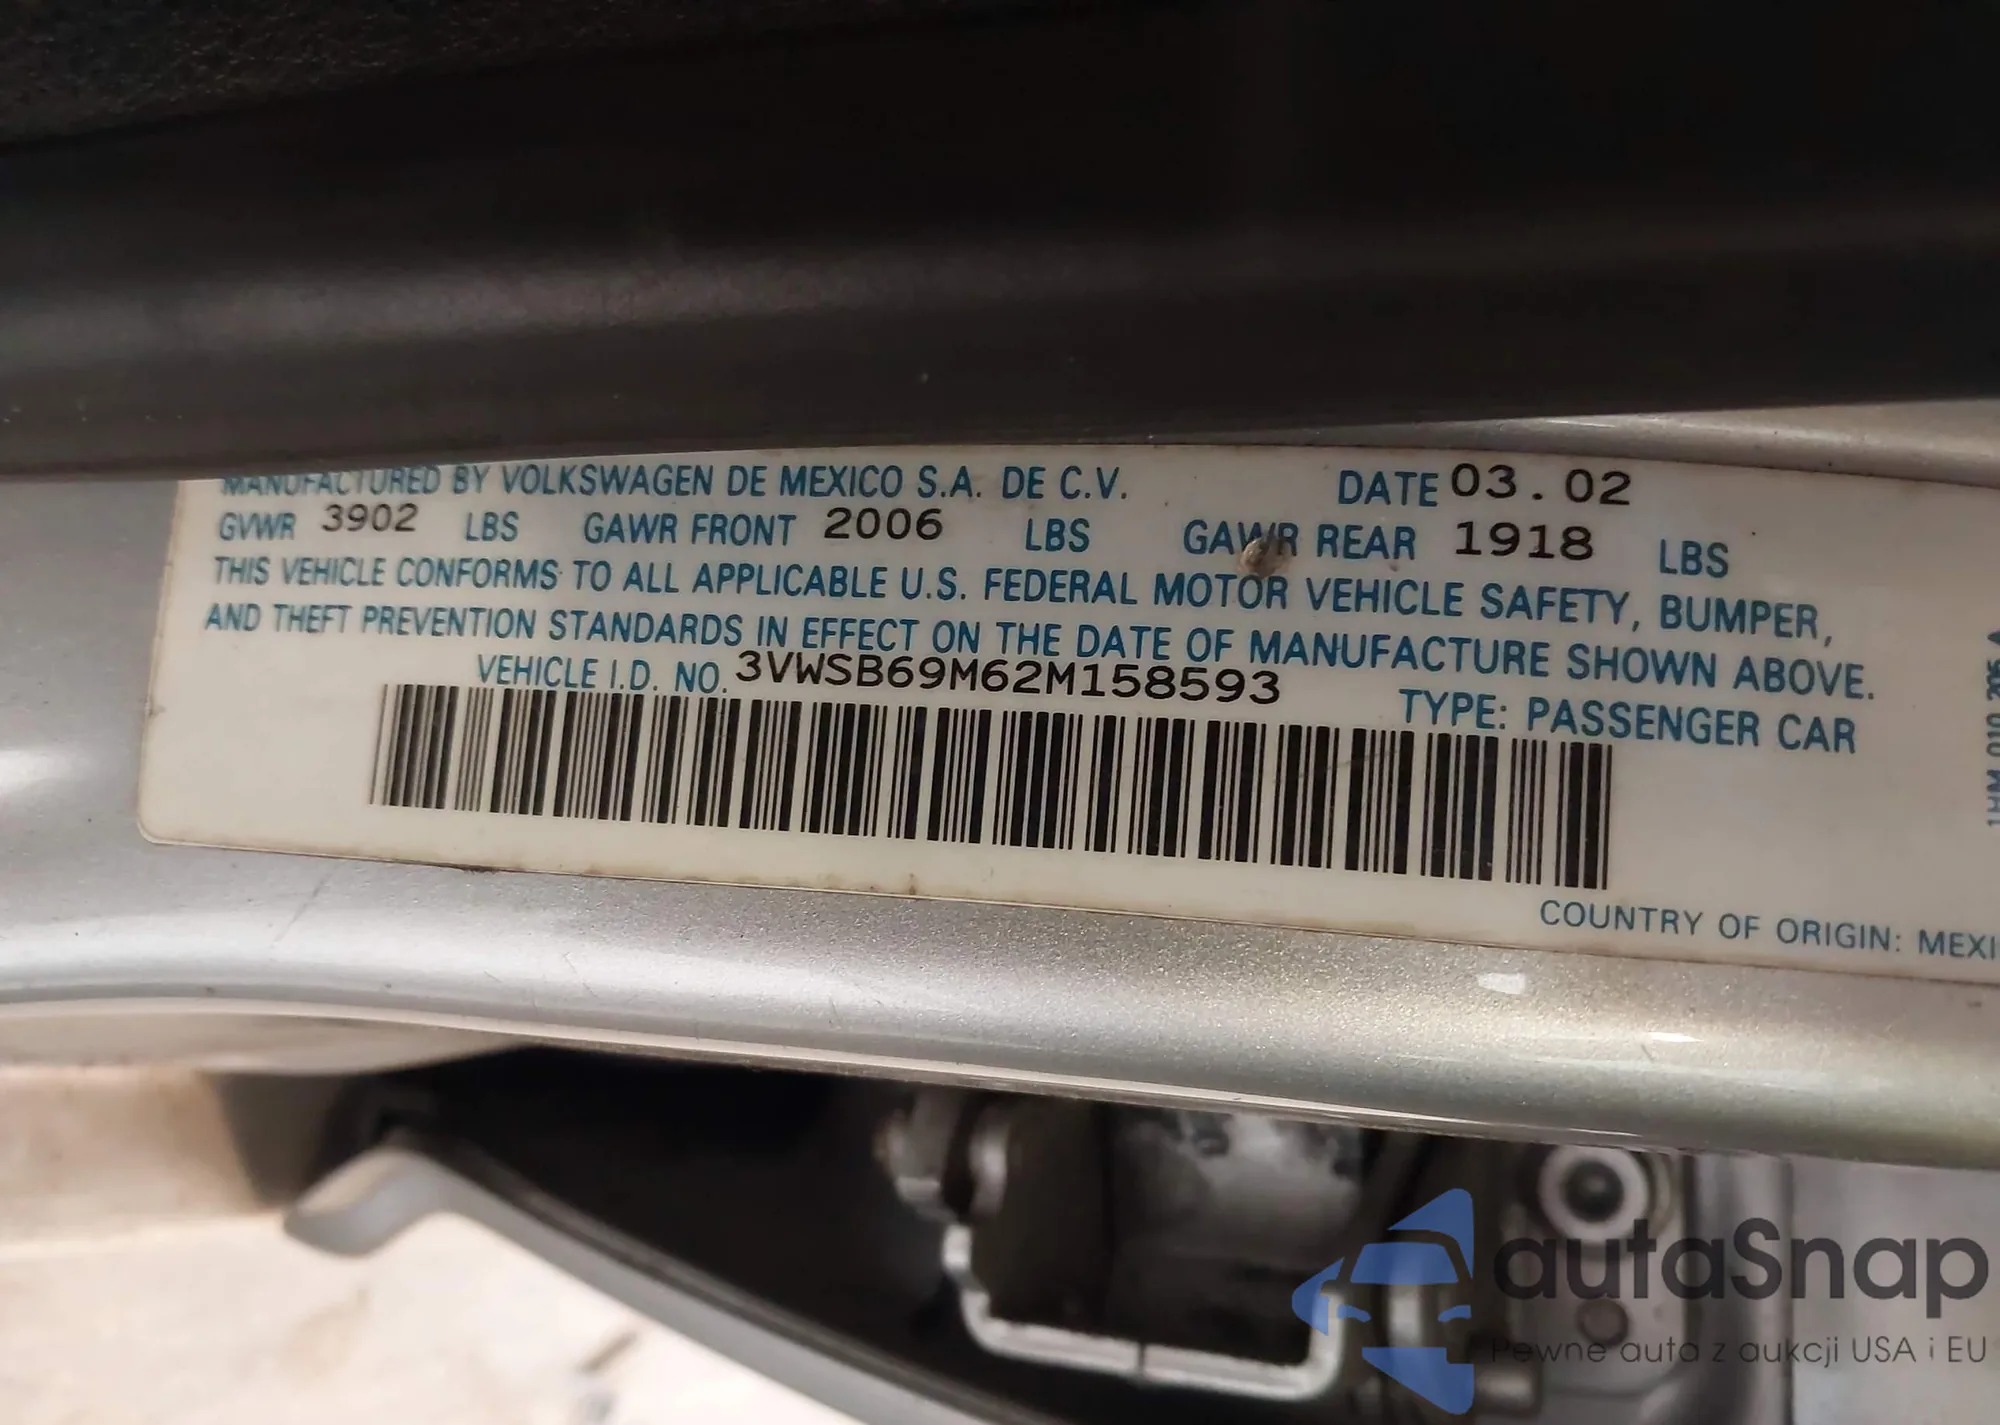 MANUFACTURED BY VOLKSWAGEN DE MEXICO S.A. DE C.V. DATE 03.02
GVWR 3902 LBS GAWR FRONT 2006 LBS GAWR REAR 1918 LBS
THIS VEHICLE CONFORMS TO ALL APPLICABLE U.S. FEDERAL MOTOR VEHICLE SAFETY, BUMPER,
AND THEFT PREVENTION STANDARDS IN EFFECT ON THE DATE OF MANUFACTURE SHOWN ABOVE.
VEHICLE I.D. NO. 3VWSB69M62M158593 TYPE: PASSENGER CAR
COUNTRY OF ORIGIN: MEXI
1HM 010 205 A
autaSnap
Pewne auta z aukcji USA i EU